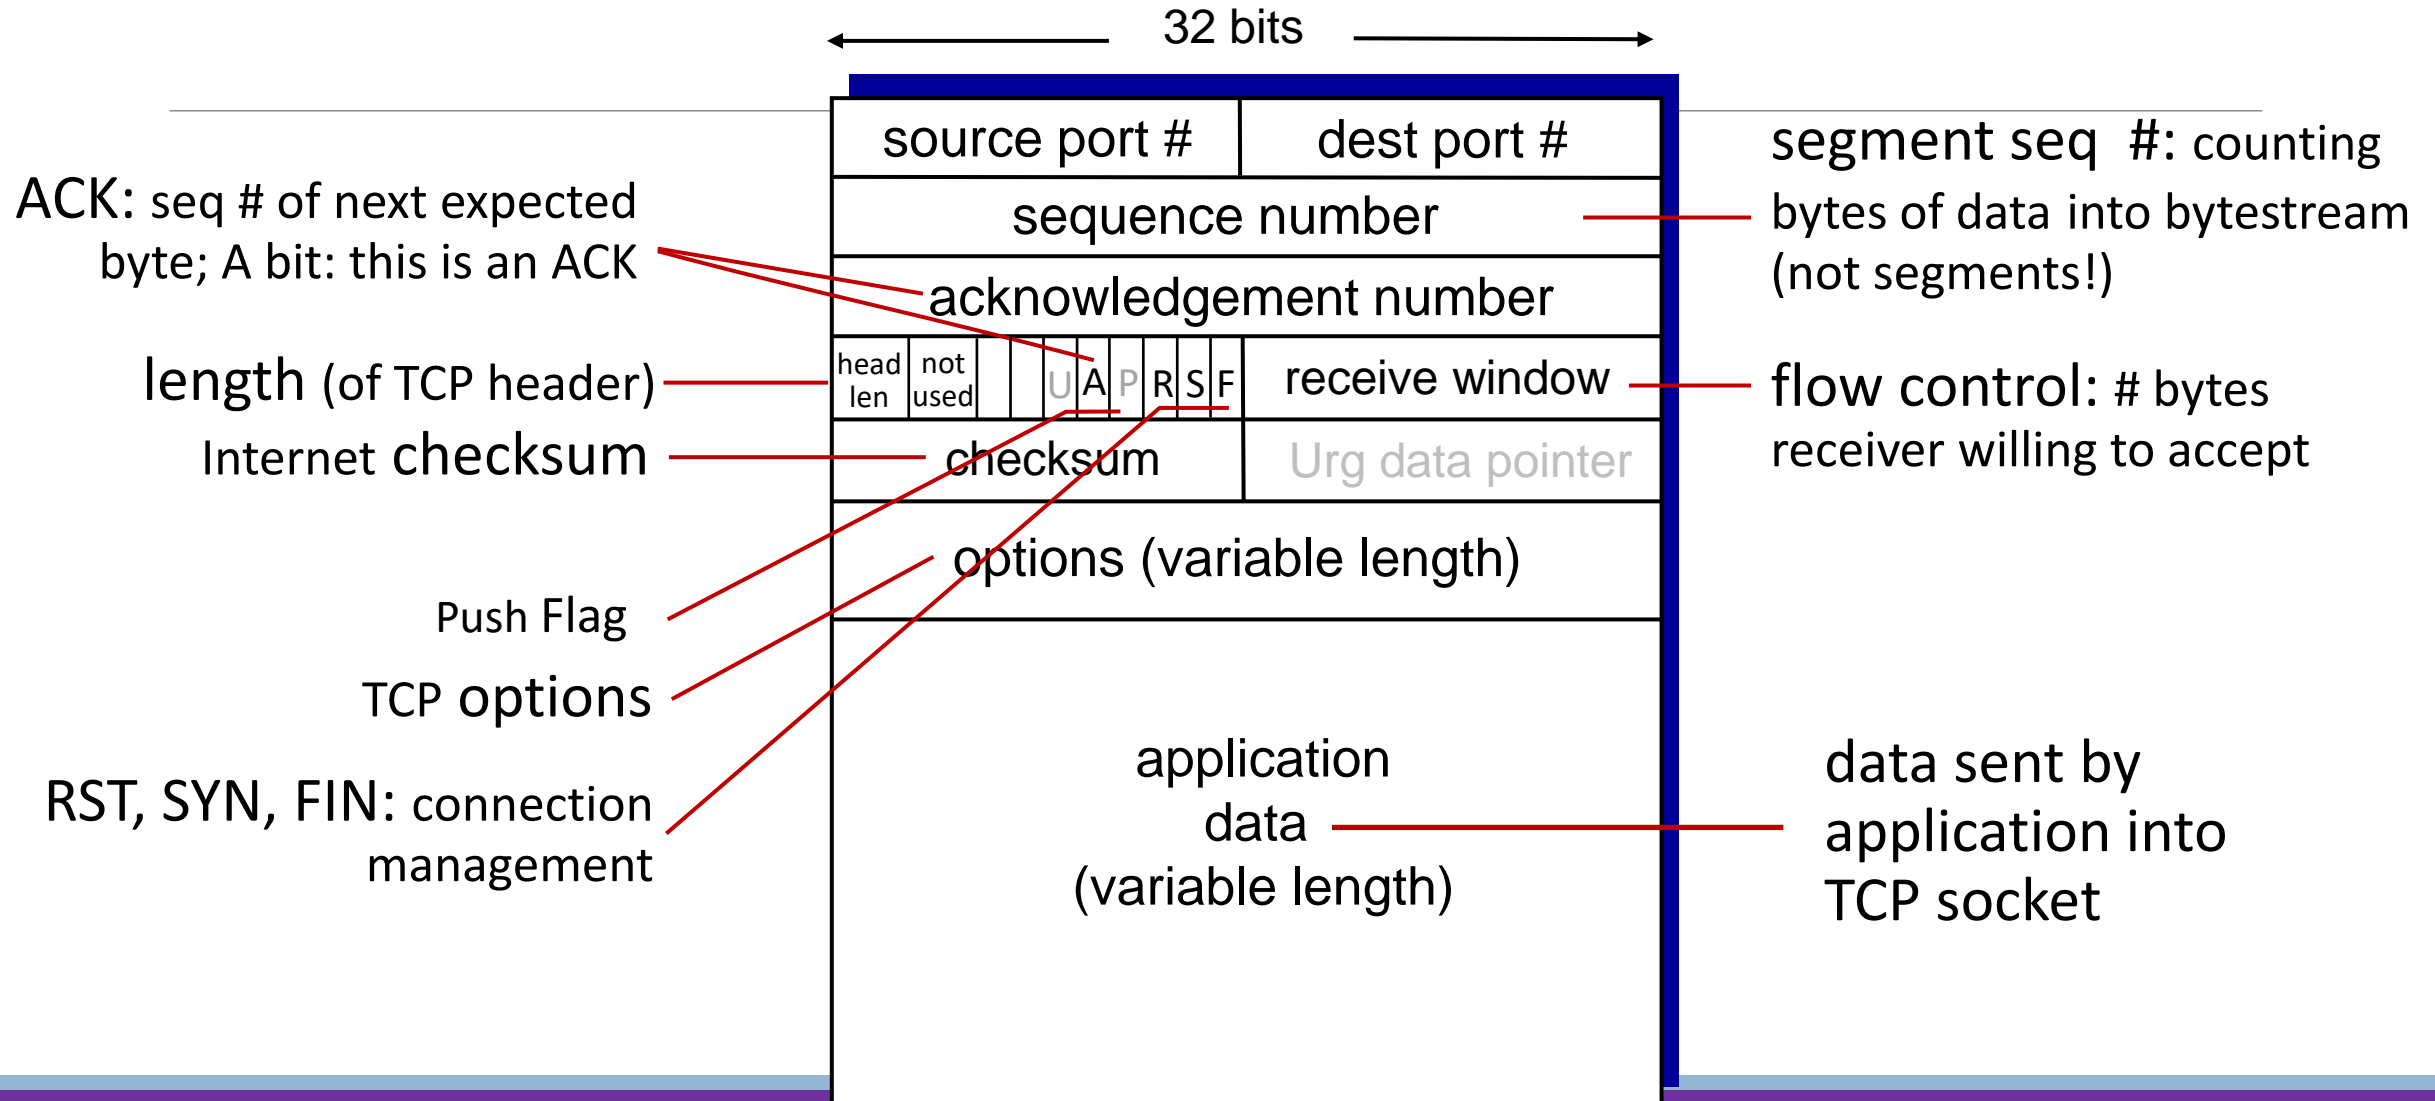 32 bits
source port #
dest port #
segment seq #: counting
bytes of data into bytestream
(not segments!)
ACK: seq # of next expected
byte; A bit: this is an ACK
sequence number
acknowledgement number
length (of TCP header)
head
len
not
used
U
A
P
R
S
F
receive window
flow control: # bytes
receiver willing to accept
Internet checksum
checksum
Urg data pointer
options (variable length)
Push Flag
TCP options
RST, SYN, FIN: connection
management
application
data
(variable length)
data sent by
application into
TCP socket